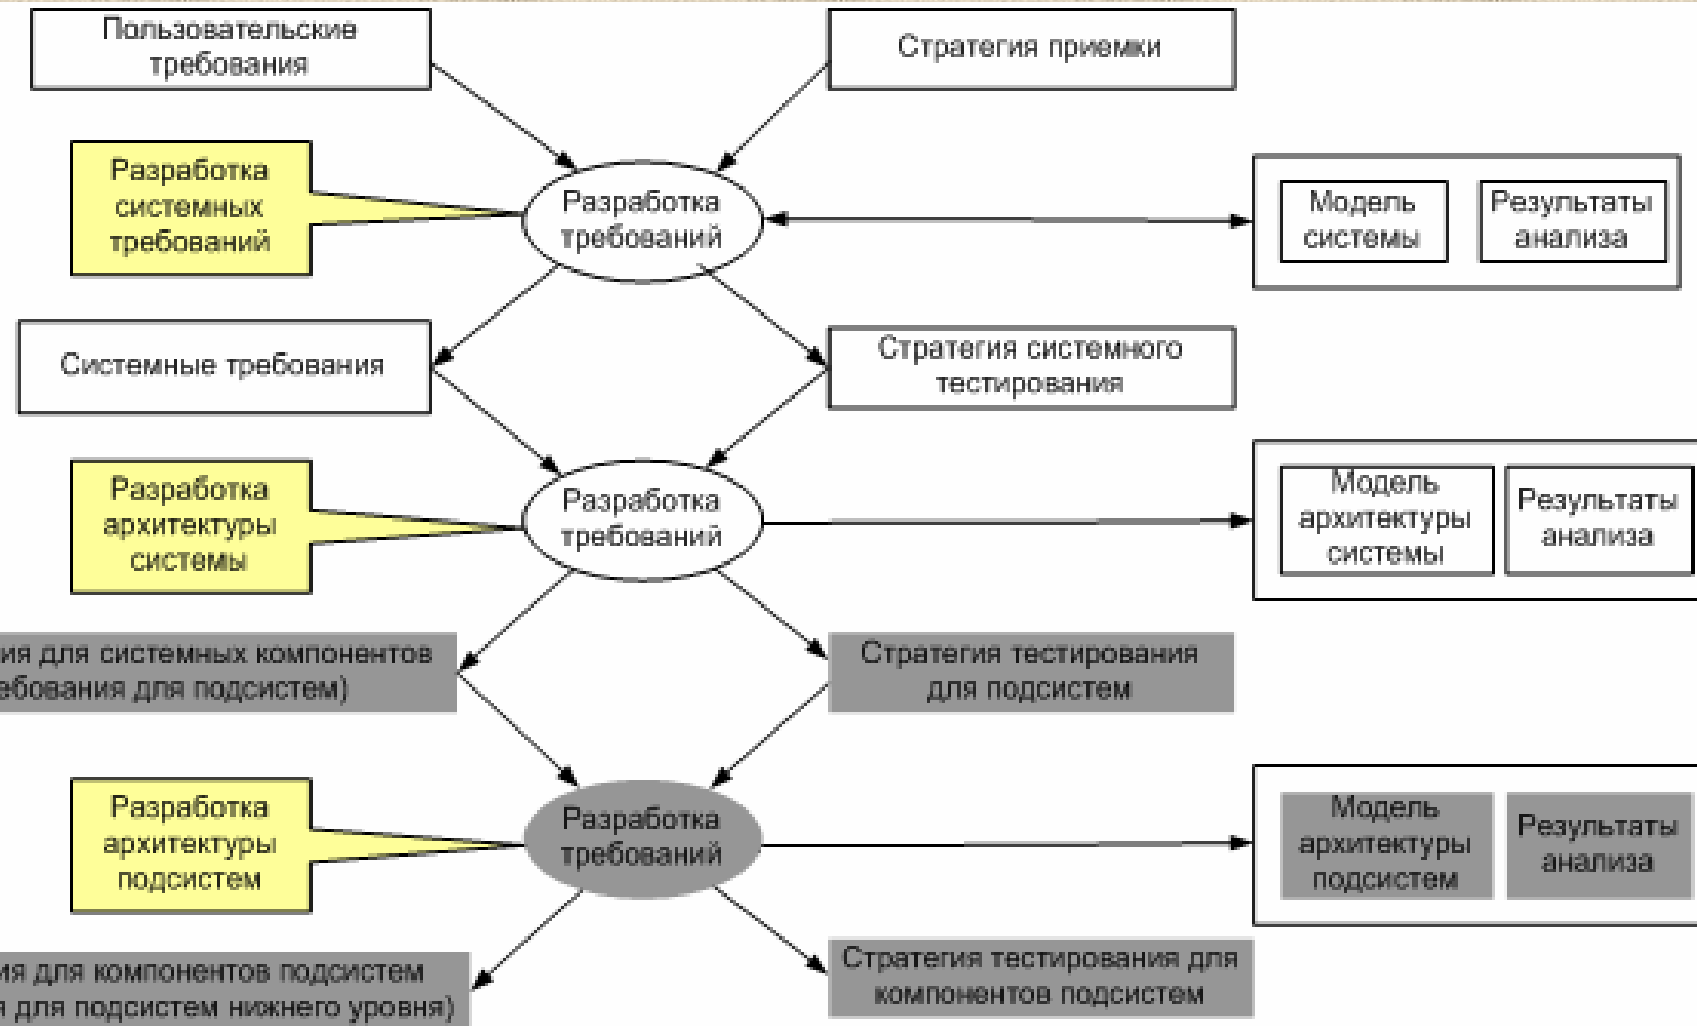 Пользовательские
требования
Стратегия приемки
Разработка
системных
требований
Разработка
требований
Модель
системы
Результаты
анализа
Системные требования
Стратегия системного
тестирования
Разработка
архитектуры
системы
Разработка
требований
Модель
архитектуры
системы
Результаты
анализа
ия для системных компонентов
ебования для подсистем)
Стратегия тестирования
для подсистем
Разработка
архитектуры
подсистем
Разработка
требований
Модель
архитектуры
подсистем
Результаты
анализа
ия для компонентов подсистем
я для подсистем нижнего уровня)
Стратегия тестирования для
компонентов подсистем